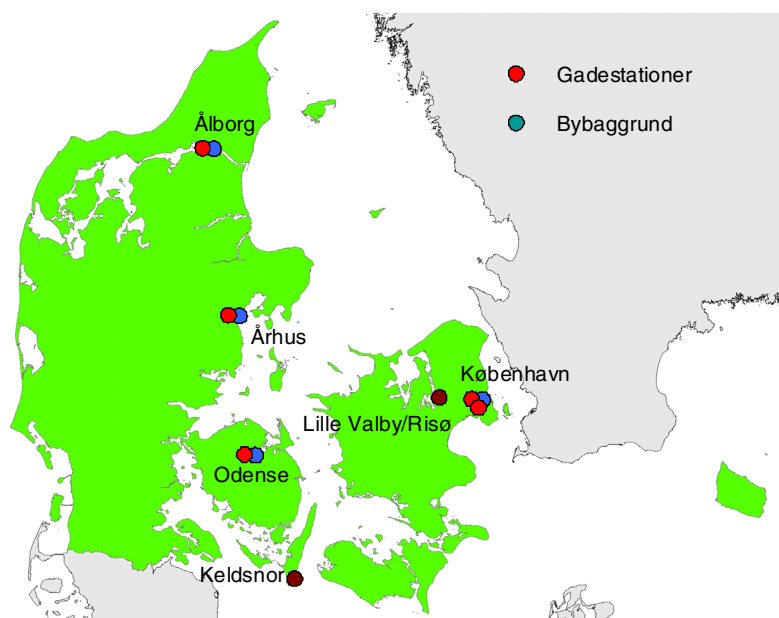 Gadestationer
Bybaggrund
Ålborg
Århus
København
Lille Valby/Risø
Odense
Keldsnor